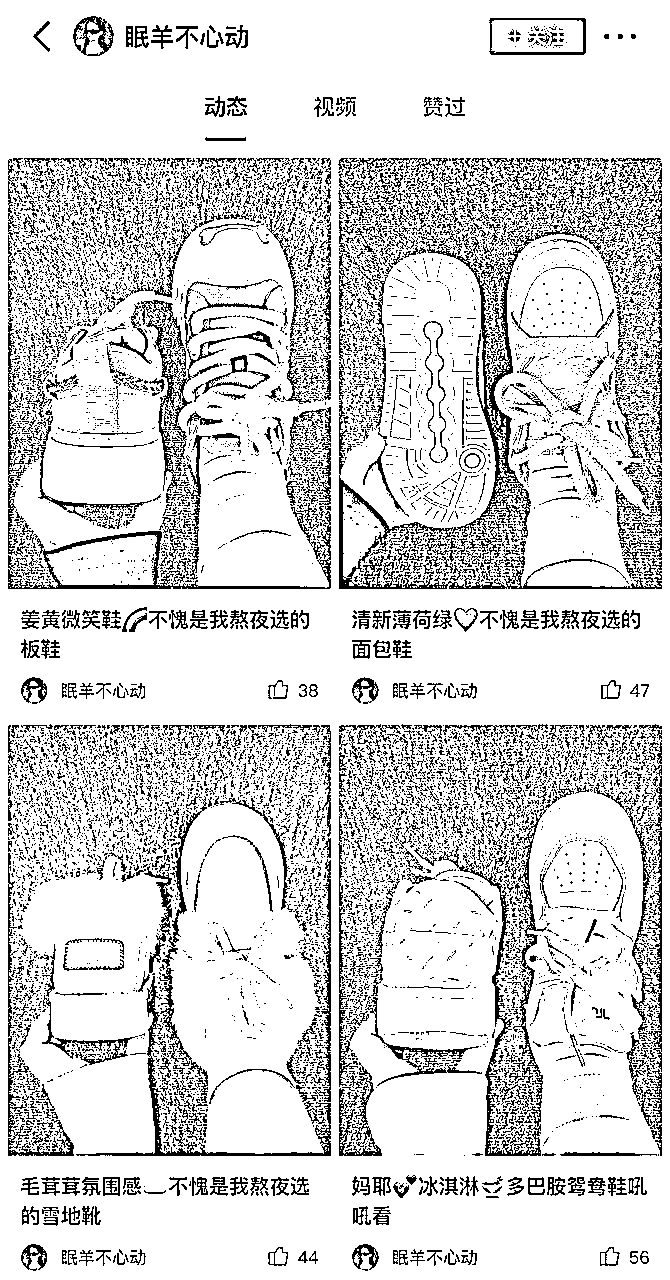 眠羊不心动
+ 关注
动态 视频 赞过
姜黄微笑鞋🌈不愧是我熬夜选的
板鞋
眠羊不心动 38
清新薄荷绿♡不愧是我熬夜选的
面包鞋
眠羊不心动 47
毛茸茸氛围感不愧是我熬夜选
的雪地靴
眠羊不心动 44
妈耶💕冰淇淋多巴胺鸳鸯鞋吼
吼看
眠羊不心动 56